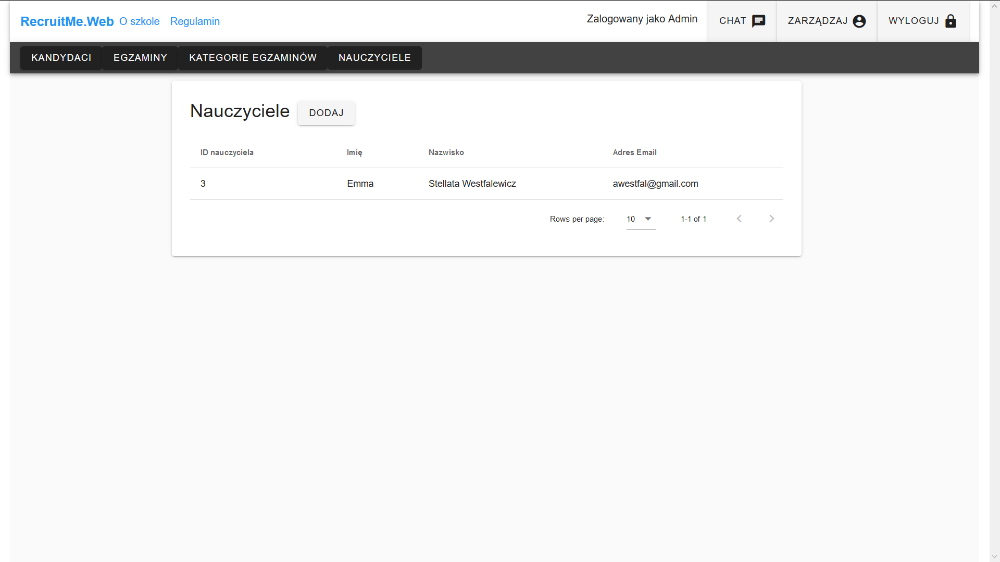 RecruitMe.Web O szkole Regulamin Zalogowany jako Admin CHAT ZARZĄDZAJ WYLOGUJ
KANDYDACI EGZAMINY KATEGORIE EGZAMINÓW NAUCZYCIELE
Nauczyciele DODAJ
ID nauczyciela Imię Nazwisko Adres Email
3 Emma Stellata Westfalewicz awestfal@gmail.com
Rows per page: 10 1-1 of 1